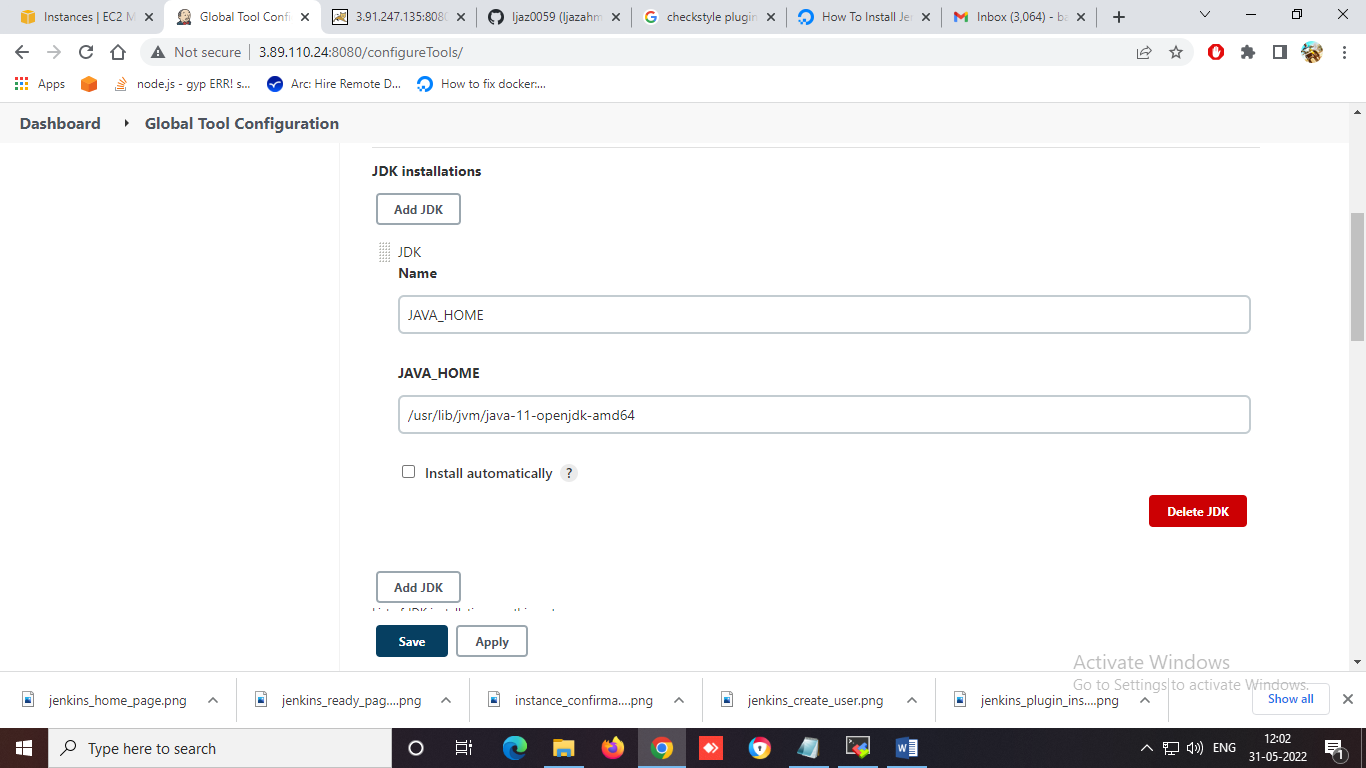 Instances | EC2 M
Global Tool Confi
3.91.247.135:808
Ijaz0059 (Ijazahm
checkstyle plugin
How To Install Je
Inbox (3,064) - ba
Not secure
3.89.110.24:8080/configureTools/
Apps
node.js - gyp ERR! s...
Arc: Hire Remote D...
How to fix docker:...
Dashboard
Global Tool Configuration
JDK installations
Add JDK
JDK
Name
JAVA_HOME
JAVA_HOME
/usr/lib/jvm/java-11-openjdk-amd64
Install automatically ?
Delete JDK
Add JDK
Save
Apply
Activate Windows
Go to Settings to activate Windows.
jenkins_home_page.png
jenkins_ready_pag....png
instance_confirma....png
jenkins_create_user.png
jenkins_plugin_ins....png
Show all
Type here to search
ENG
12:02
31-05-2022
1